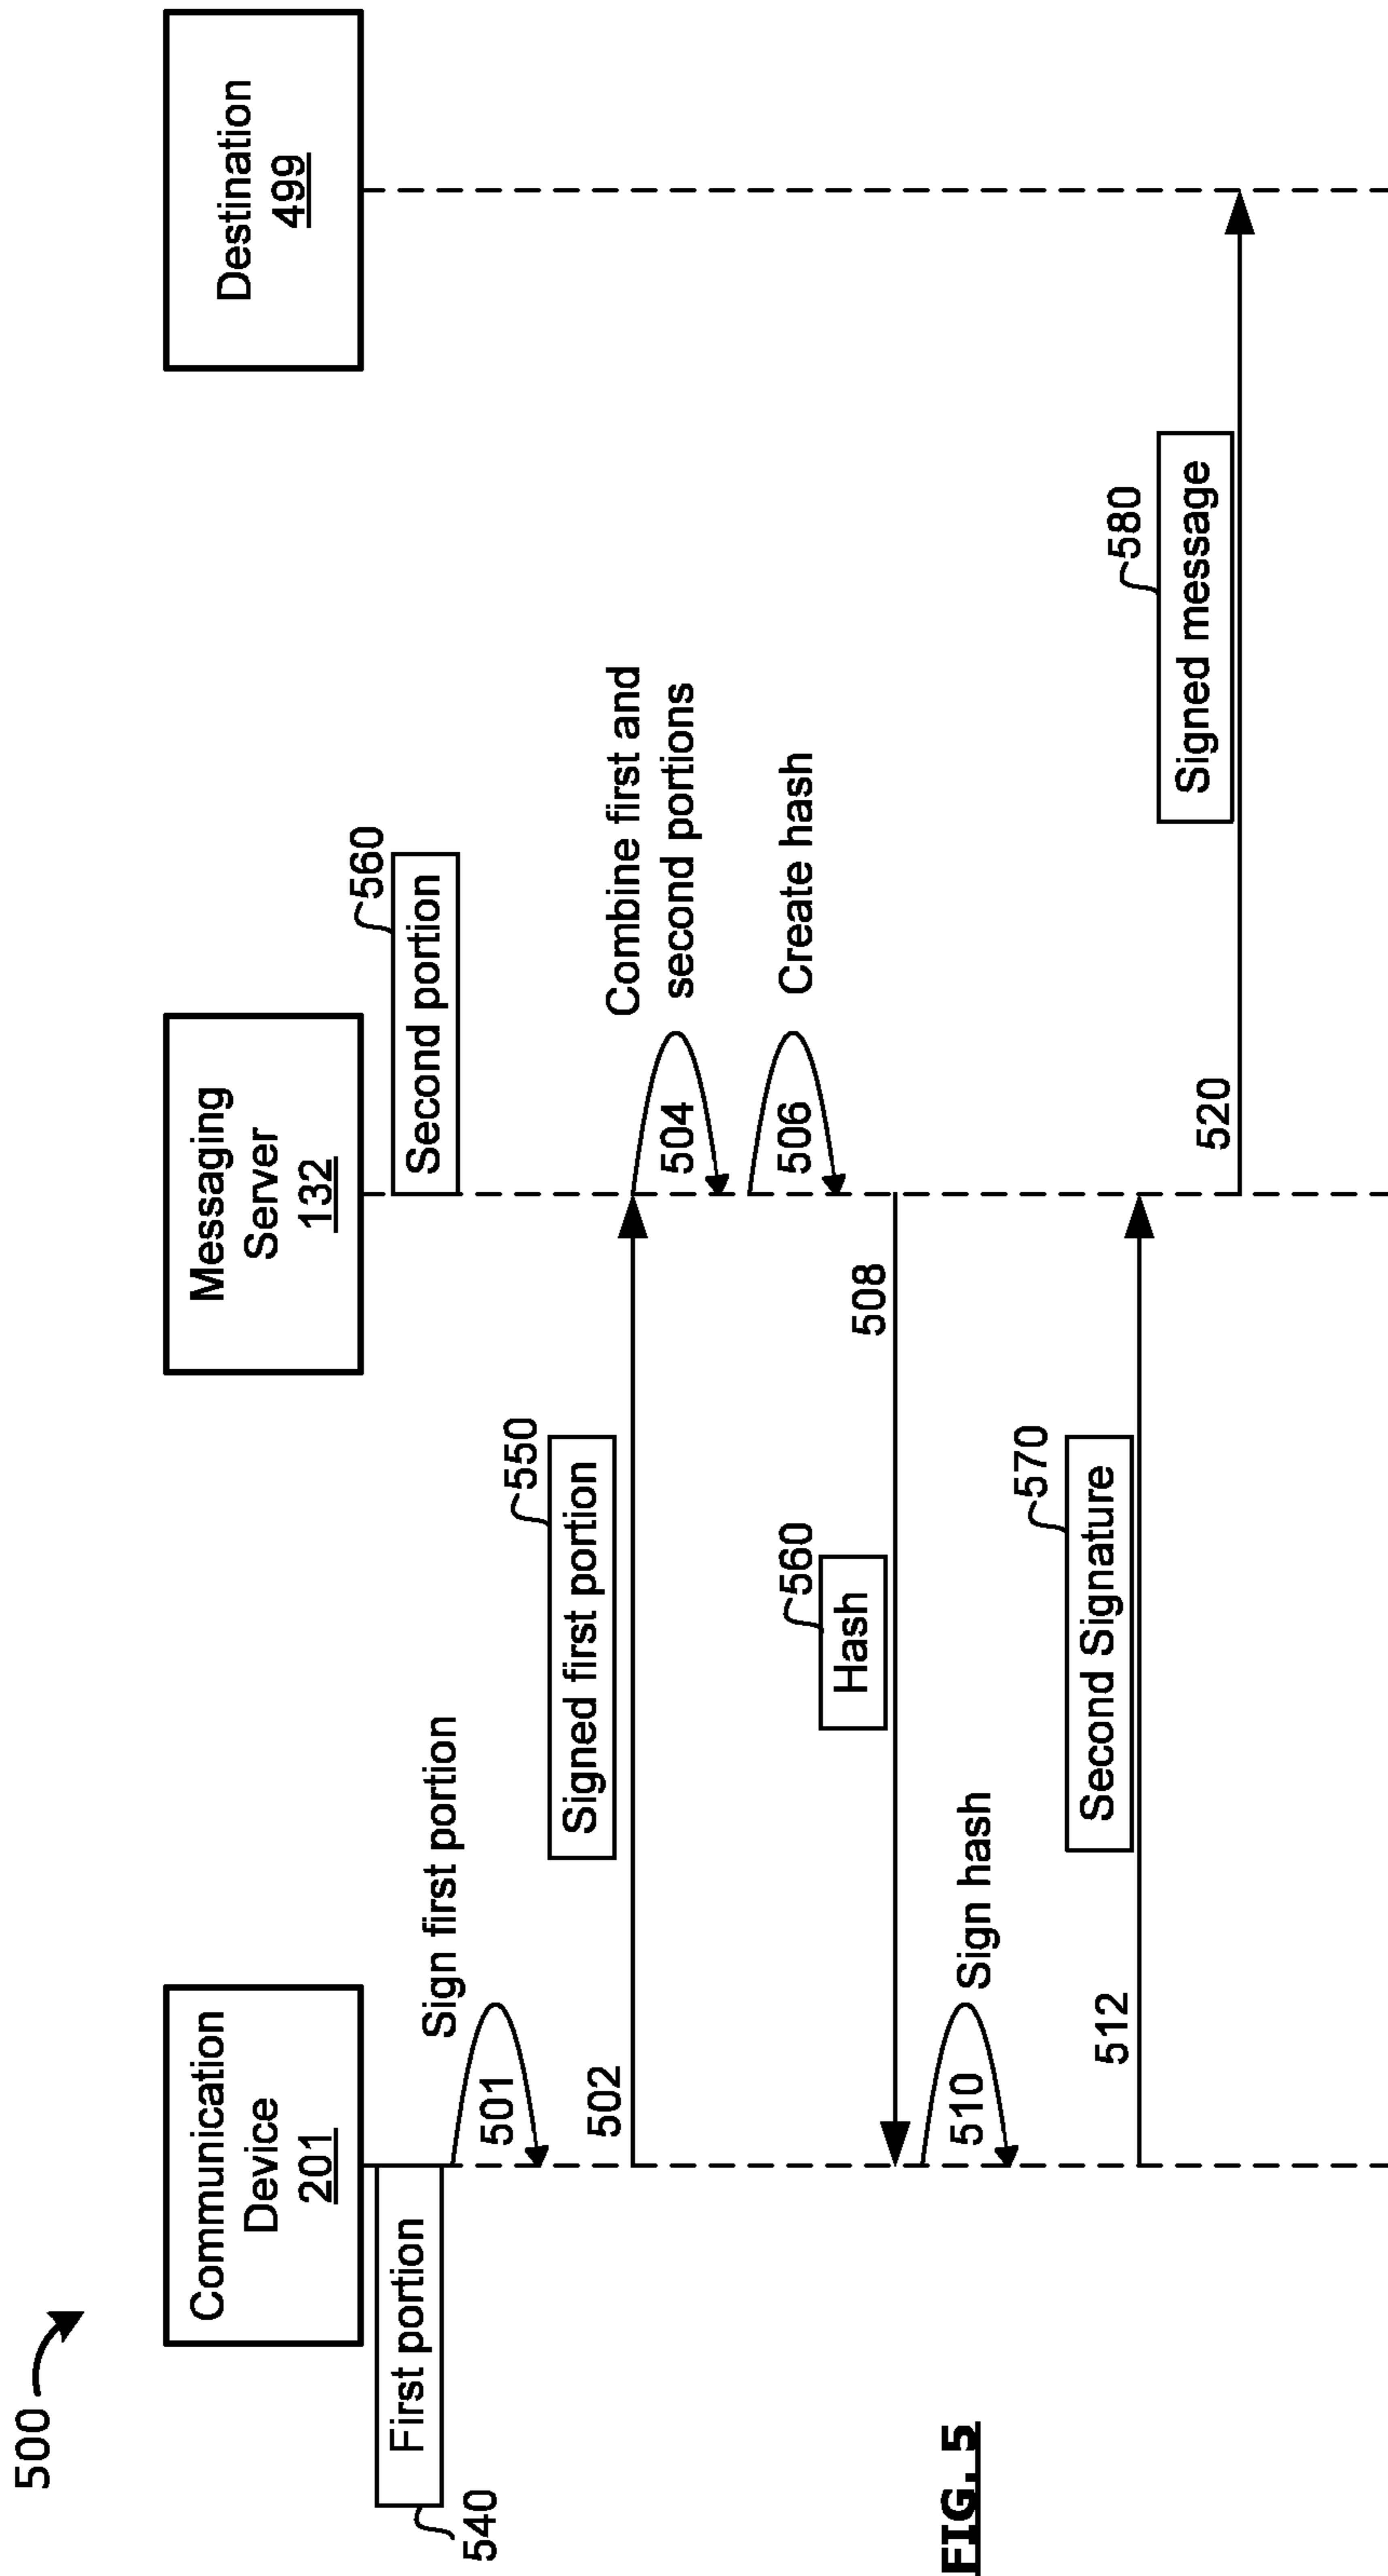 500
Communication
Device
201
Messaging
Server
132
Destination
499
First portion
540
Second portion
560
Sign first portion
501
Signed first portion
550
502
Combine first and
second portions
504
Create hash
506
Hash
560
508
Sign hash
510
Second Signature
570
512
Signed message
580
520
FIG. 5